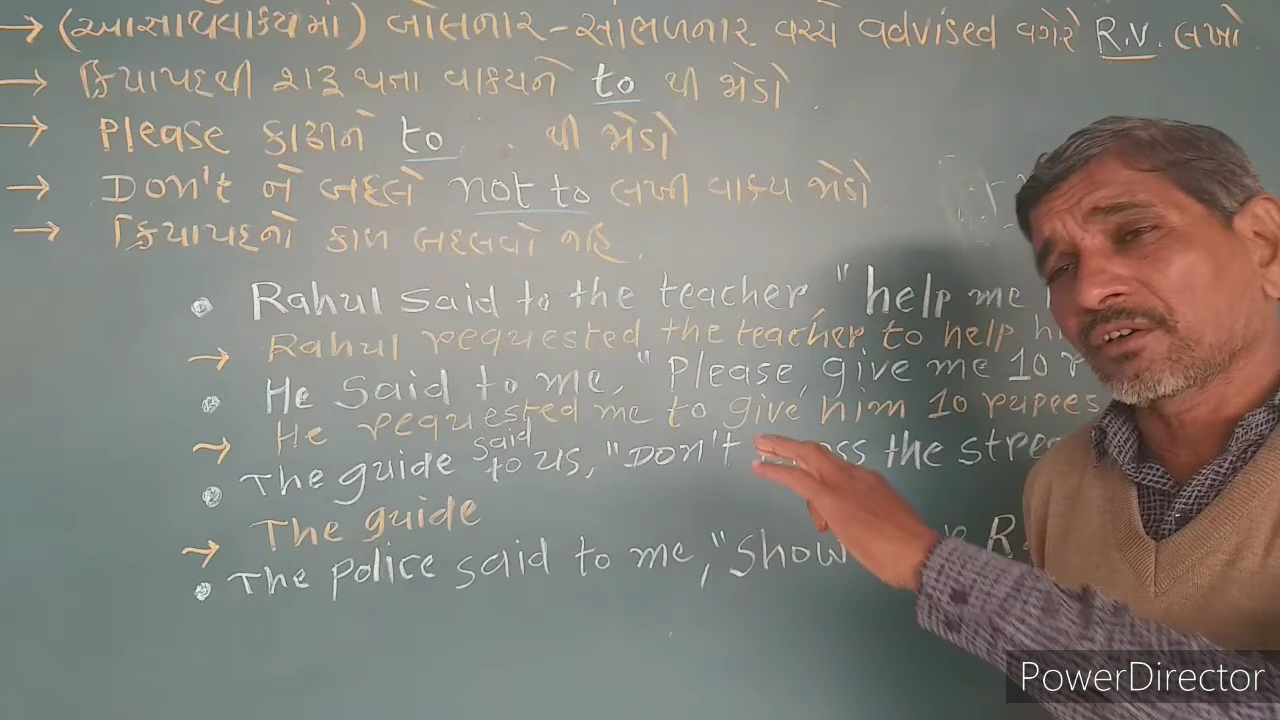 → (આજ્ઞાર્થવાક્યમાં) બોલનાર - સાંભળનાર વચ્ચે advised વગેરે R.V. લખો
→ ક્રિયાપદથી શરૂ થતા વાક્યને to થી જોડો
→ Please કાઢીને to થી જોડો
→ Don't ને બદલે not to લખી વાક્ય જોડો
→ ક્રિયાપદનો કાળ બદલવો નહિ.
• Rahul said to the teacher, "help me
→ Rahul requested the teacher to help
• He said to me, "Please, give me 10
→ He requested me to give him 10 rupees
• The guide said to us, "Don't the
→ The guide
• The police said to me, "Show
PowerDirector